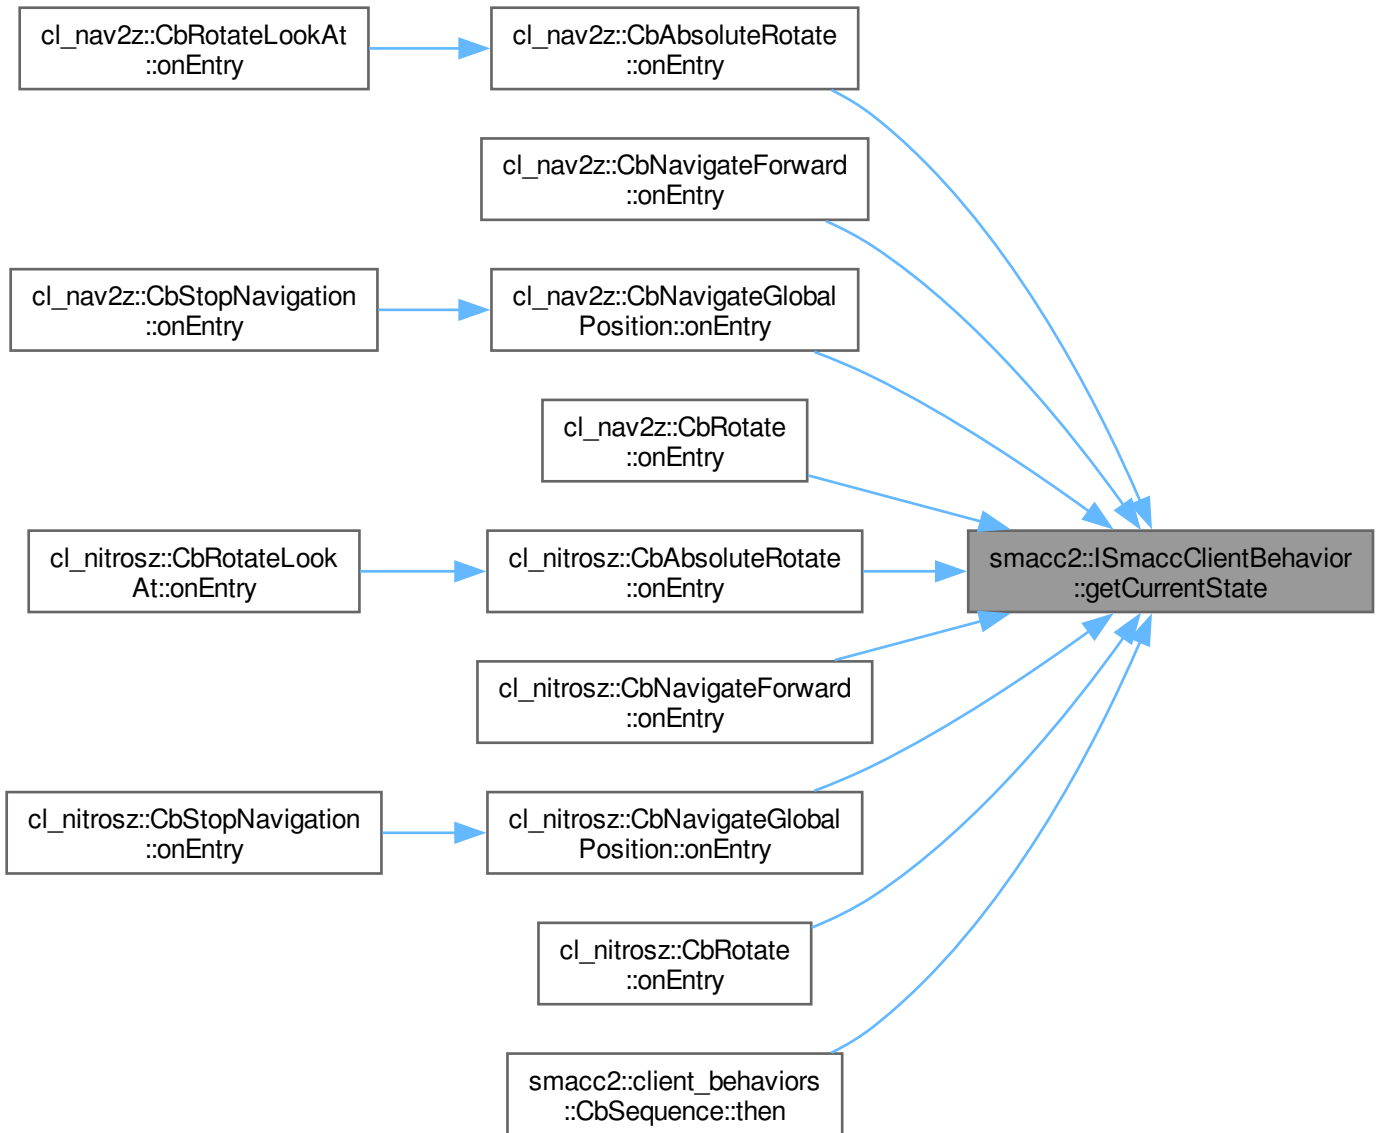 cl_nav2z::CbRotateLookAt
::onEntry
cl_nav2z::CbAbsoluteRotate
::onEntry
cl_nav2z::CbNavigateForward
::onEntry
cl_nav2z::CbStopNavigation
::onEntry
cl_nav2z::CbNavigateGlobal
Position::onEntry
cl_nav2z::CbRotate
::onEntry
cl_nitrosz::CbRotateLook
At::onEntry
cl_nitrosz::CbAbsoluteRotate
::onEntry
smacc2::ISmaccClientBehavior
::getCurrentState
cl_nitrosz::CbNavigateForward
::onEntry
cl_nitrosz::CbStopNavigation
::onEntry
cl_nitrosz::CbNavigateGlobal
Position::onEntry
cl_nitrosz::CbRotate
::onEntry
smacc2::client_behaviors
::CbSequence::then